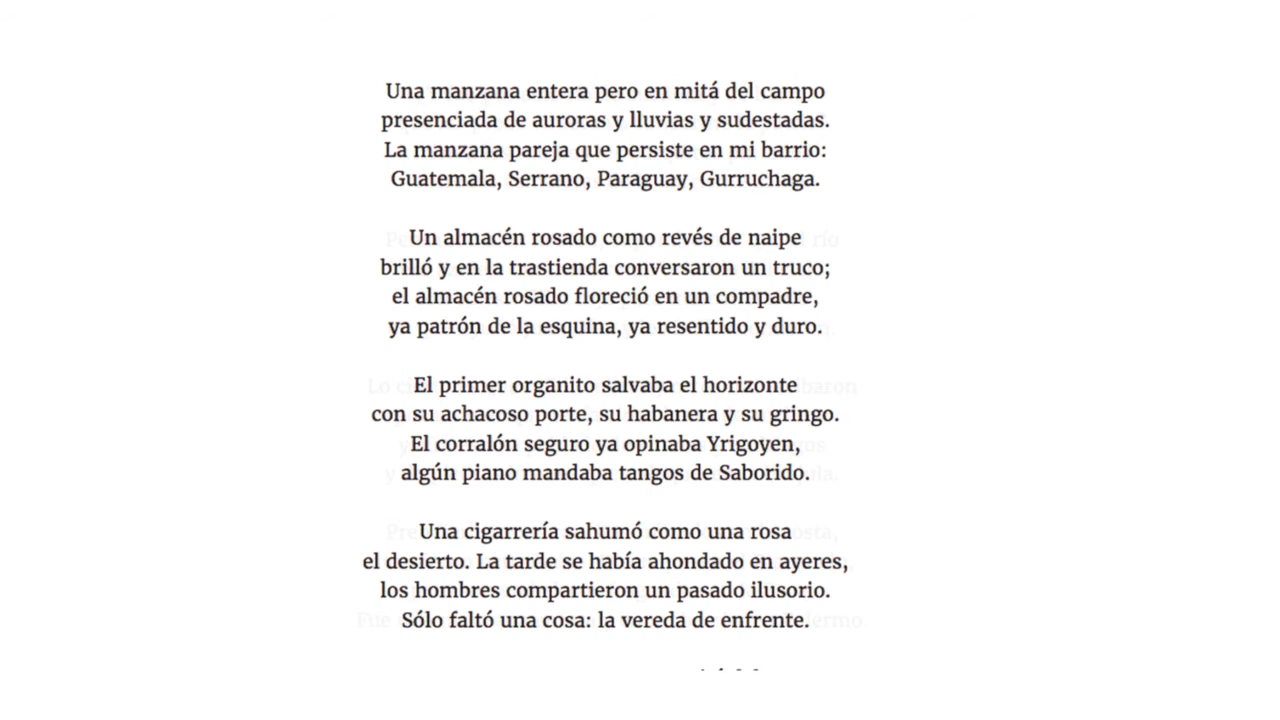 Una manzana entera pero en mitá del campo
presenciada de auroras y lluvias y sudestadas.
La manzana pareja que persiste en mi barrio:
Guatemala, Serrano, Paraguay, Gurruchaga.
Un almacén rosado como revés de naipe
brilló y en la trastienda conversaron un truco;
el almacén rosado floreció en un compadre,
ya patrón de la esquina, ya resentido y duro.
El primer organito salvaba el horizonte
con su achacoso porte, su habanera y su gringo.
El corralón seguro ya opinaba Yrigoyen,
algún piano mandaba tangos de Saborido.
Una cigarrería sahumó como una rosa
el desierto. La tarde se había ahondado en ayeres,
los hombres compartieron un pasado ilusorio.
Sólo faltó una cosa: la vereda de enfrente.